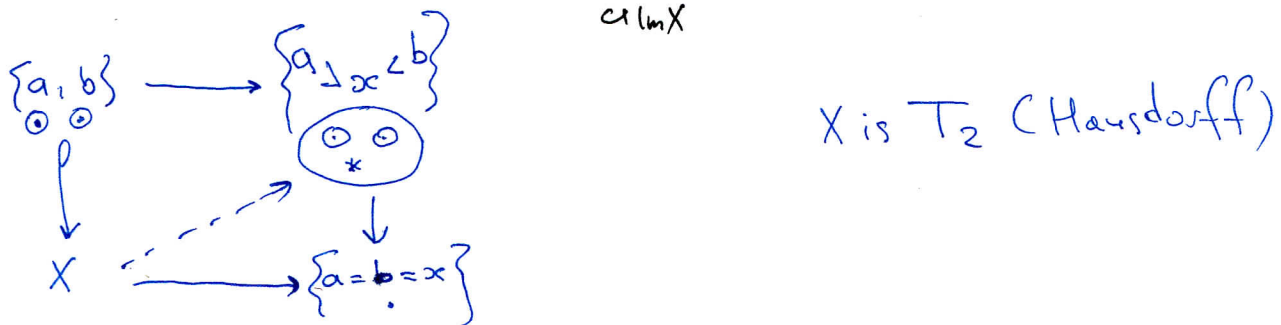 {a, b} ⟶ {a ↘ x ↙ b}
X is T₂ (Hausdorff)
X ⟶ {a = b = x}